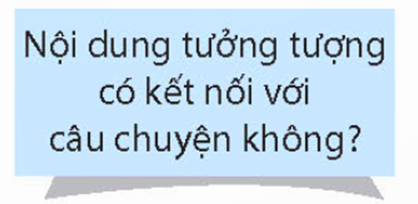 Nội dung tưởng tượng
có kết nối với
câu chuyện không?